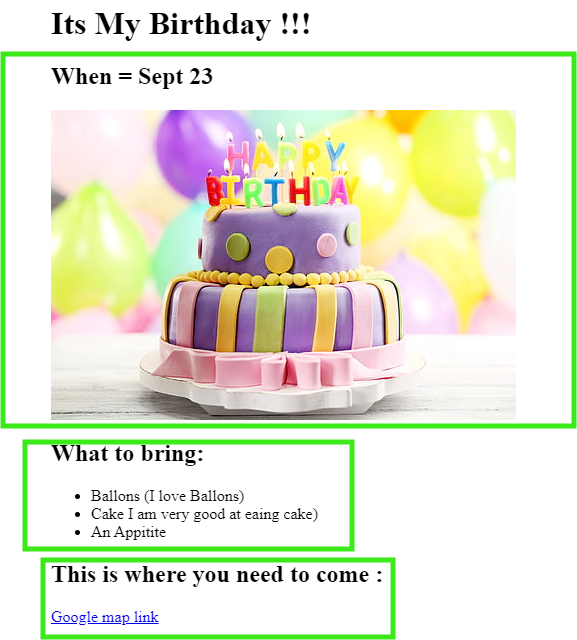 Its My Birthday !!!
When = Sept 23
HAPPY
BIRTHDAY
What to bring:
Ballons (I love Ballons)
Cake I am very good at eaing cake)
An Appitite
This is where you need to come :
Google map link